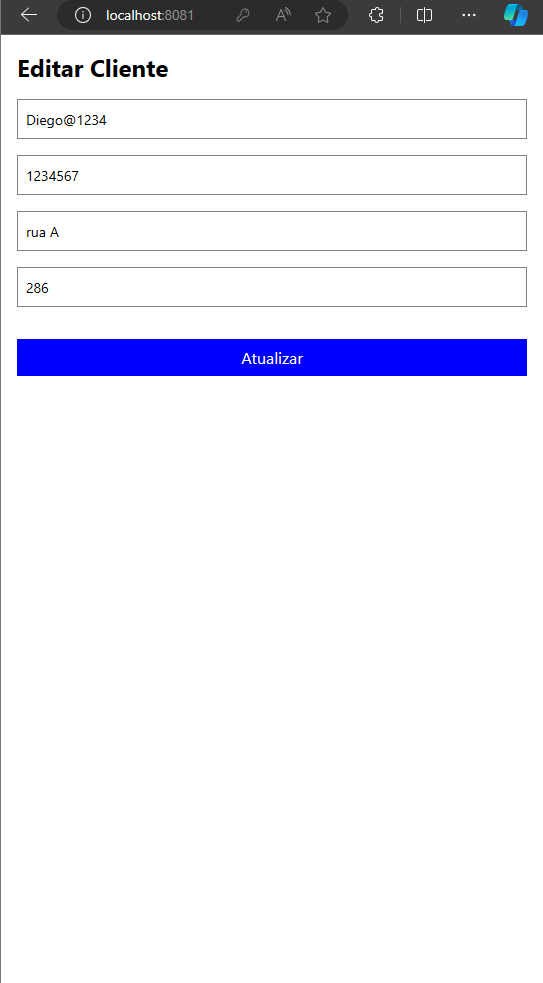 localhost:8081
Editar Cliente
Diego@1234
1234567
rua A
286
Atualizar